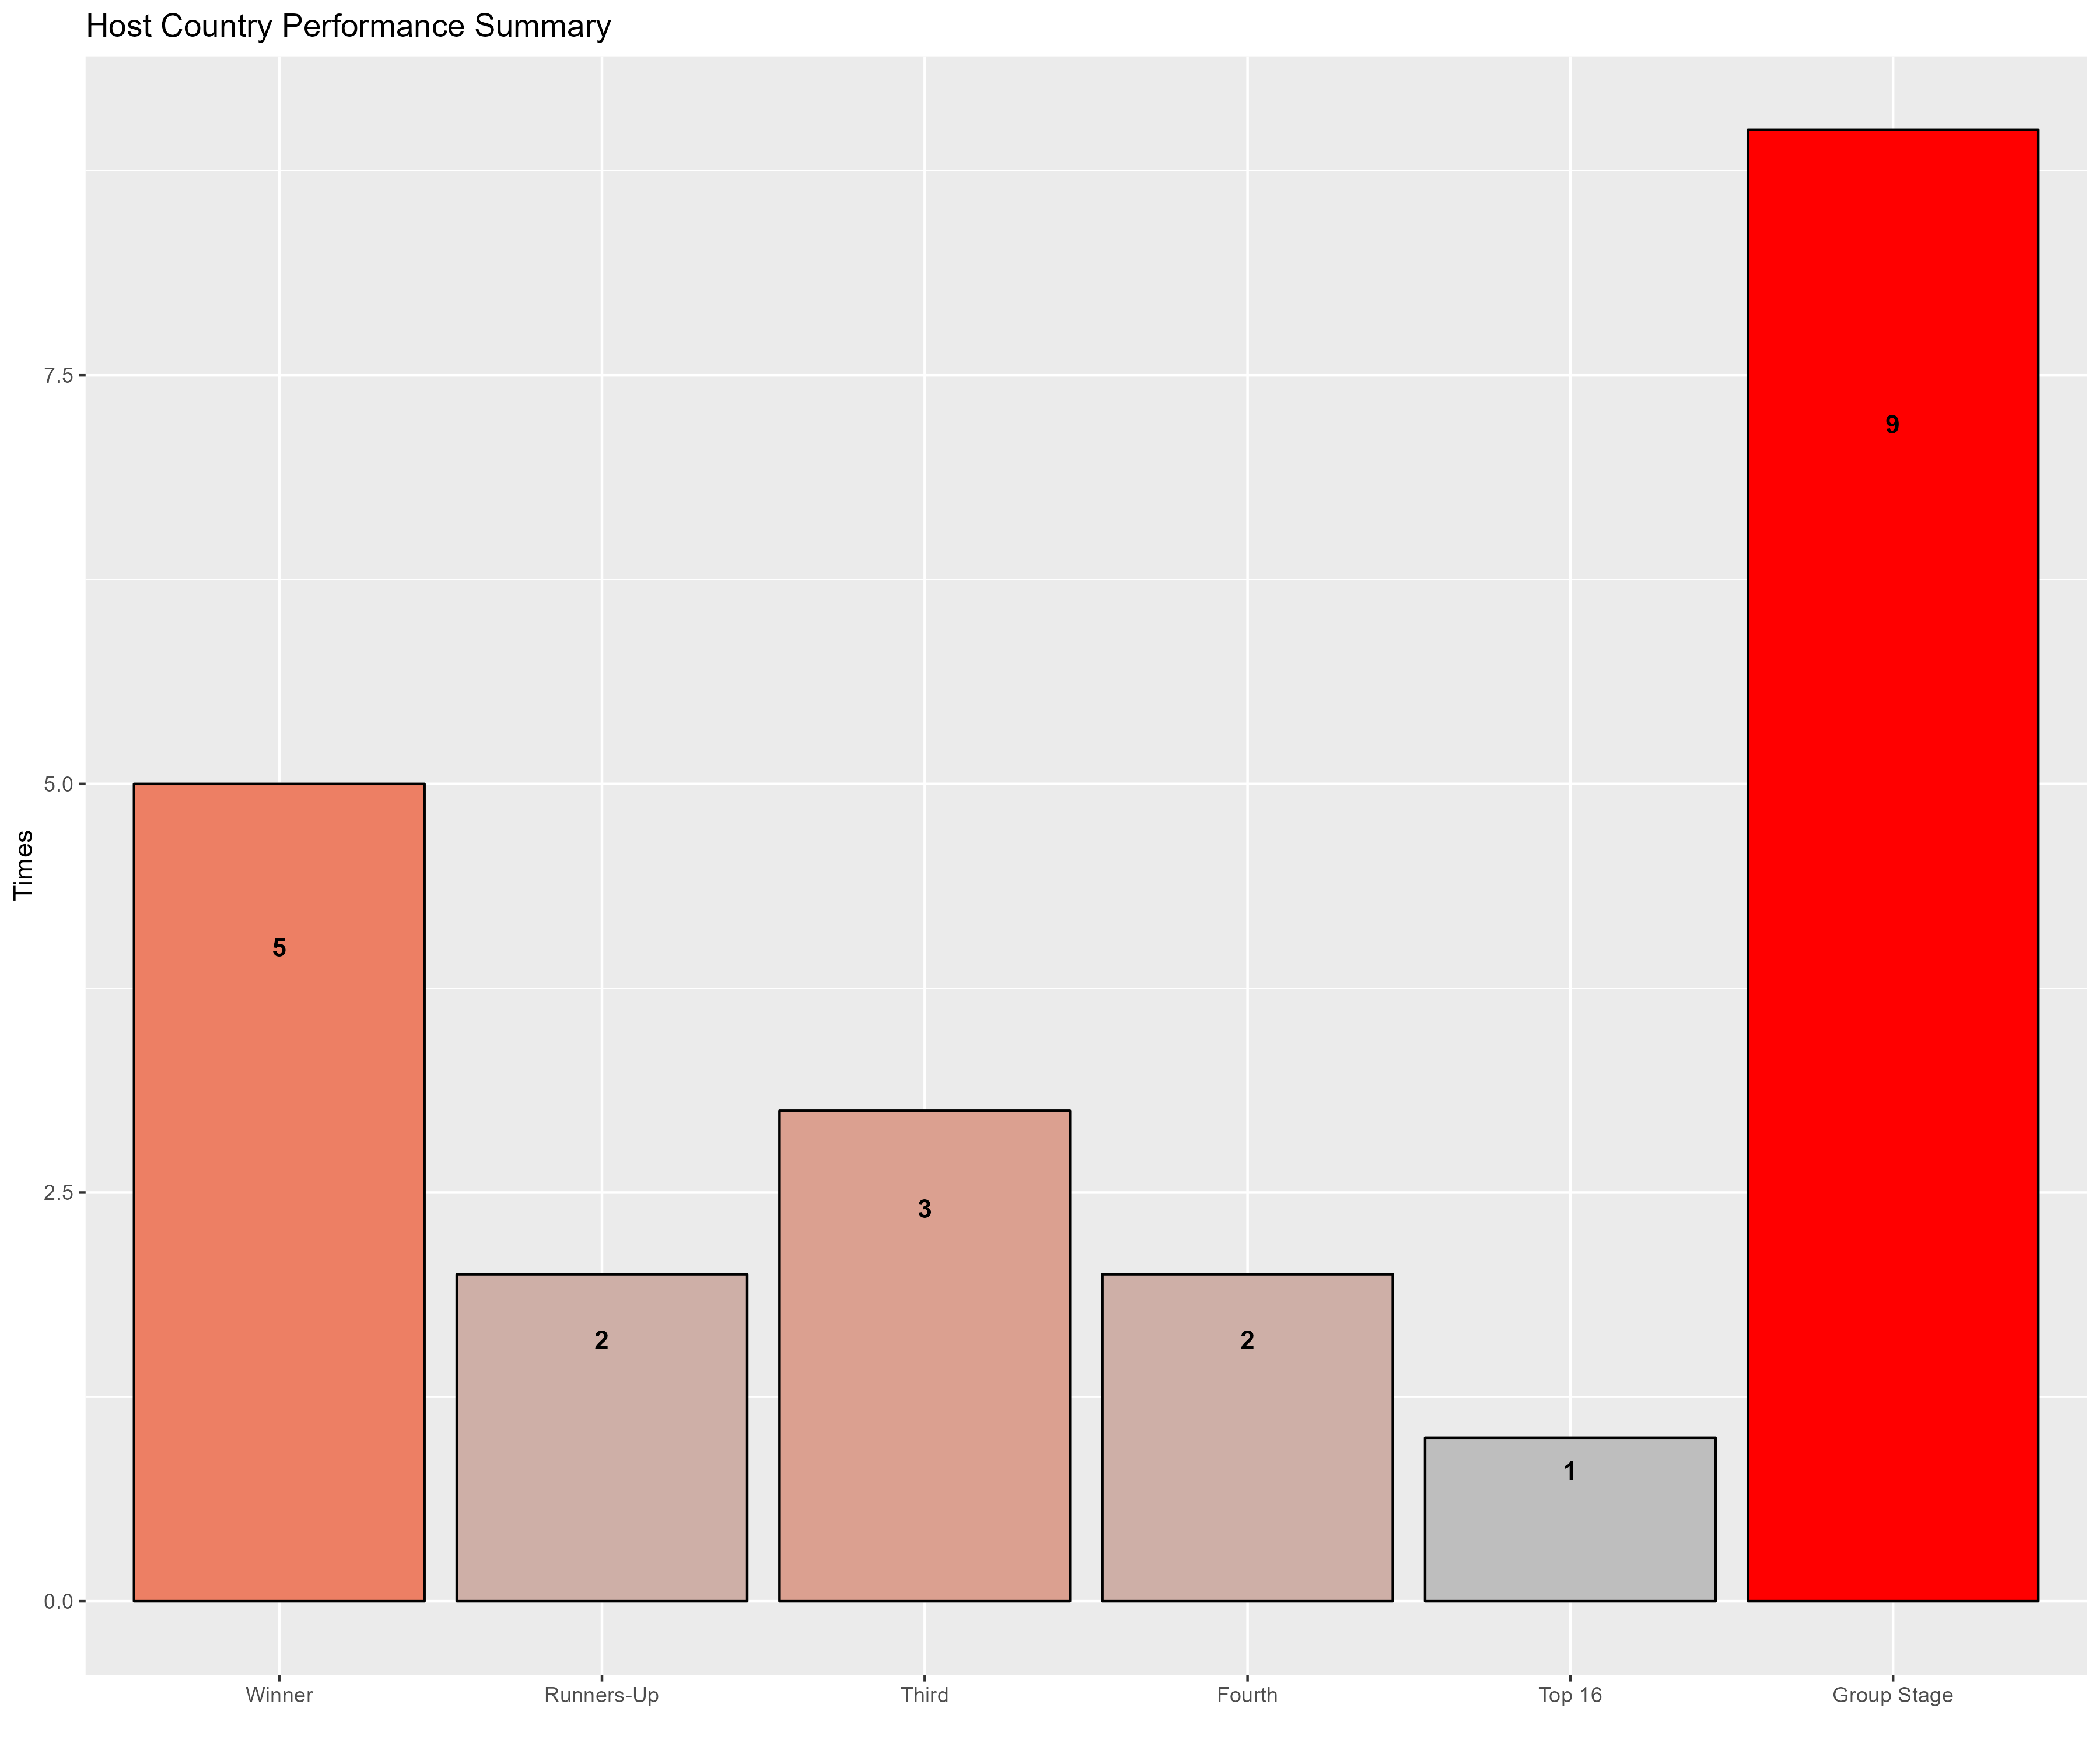 Host Country Performance Summary
Times
7.5
5.0
2.5
0.0
5
2
3
2
1
9
Winner
Runners-Up
Third
Fourth
Top 16
Group Stage